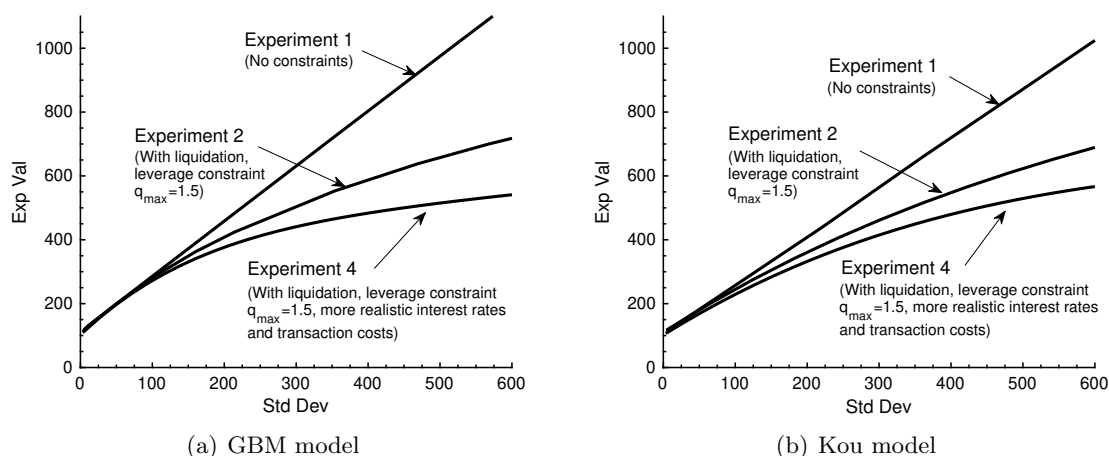 1000
800
600
400
200
0
Exp Val
0
100
200
300
400
500
600
Std Dev
Experiment 1
(No constraints)
Experiment 2
(With liquidation,
leverage constraint
q_max=1.5)
Experiment 4
(With liquidation, leverage constraint
q_max=1.5, more realistic interest rates
and transaction costs)
(a) GBM model
1000
800
600
400
200
0
Exp Val
0
100
200
300
400
500
600
Std Dev
Experiment 1
(No constraints)
Experiment 2
(With liquidation,
leverage constraint
q_max=1.5)
Experiment 4
(With liquidation, leverage constraint
q_max=1.5, more realistic interest rates
and transaction costs)
(b) Kou model